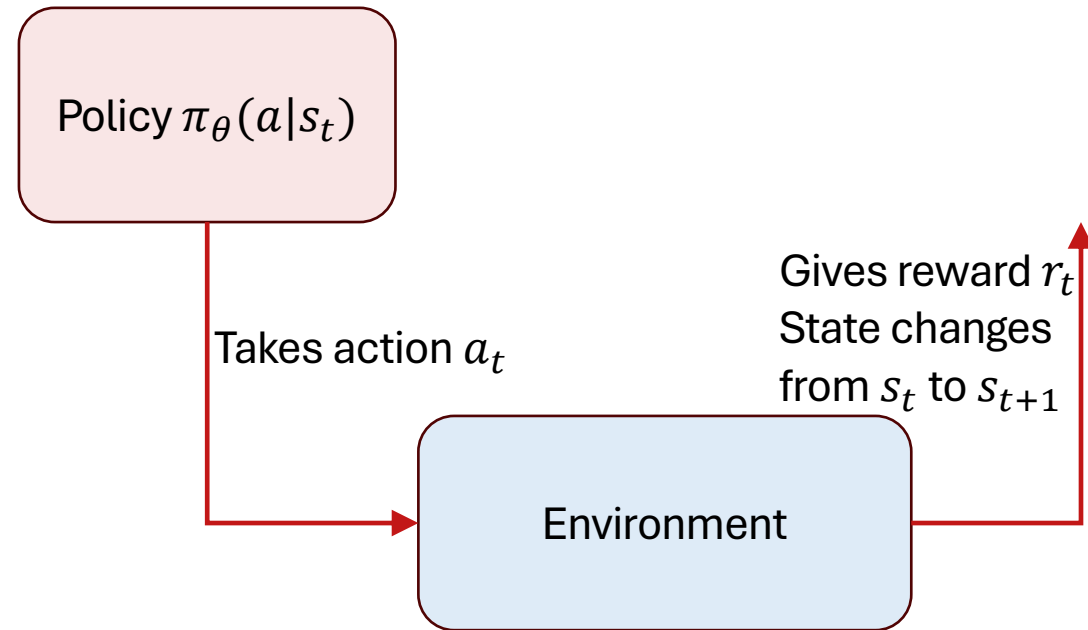 Policy π_θ(a|s_t)
Takes action a_t
Gives reward r_t
State changes
from s_t to s_{t+1}
Environment